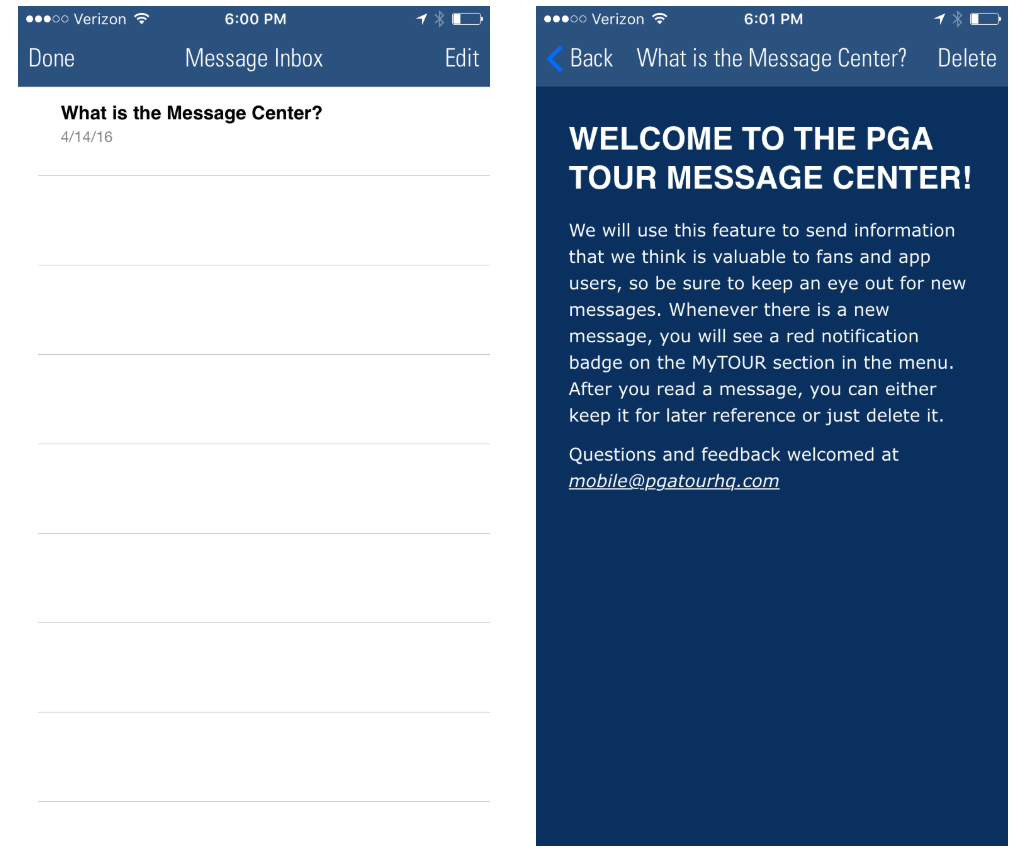 Verizon 6:00 PM
Done Message Inbox Edit
What is the Message Center?
4/14/16
Verizon 6:01 PM
Back What is the Message Center? Delete
WELCOME TO THE PGA
TOUR MESSAGE CENTER!
We will use this feature to send information
that we think is valuable to fans and app
users, so be sure to keep an eye out for new
messages. Whenever there is a new
message, you will see a red notification
badge on the MyTOUR section in the menu.
After you read a message, you can either
keep it for later reference or just delete it.
Questions and feedback welcomed at
mobile@pgatourhq.com